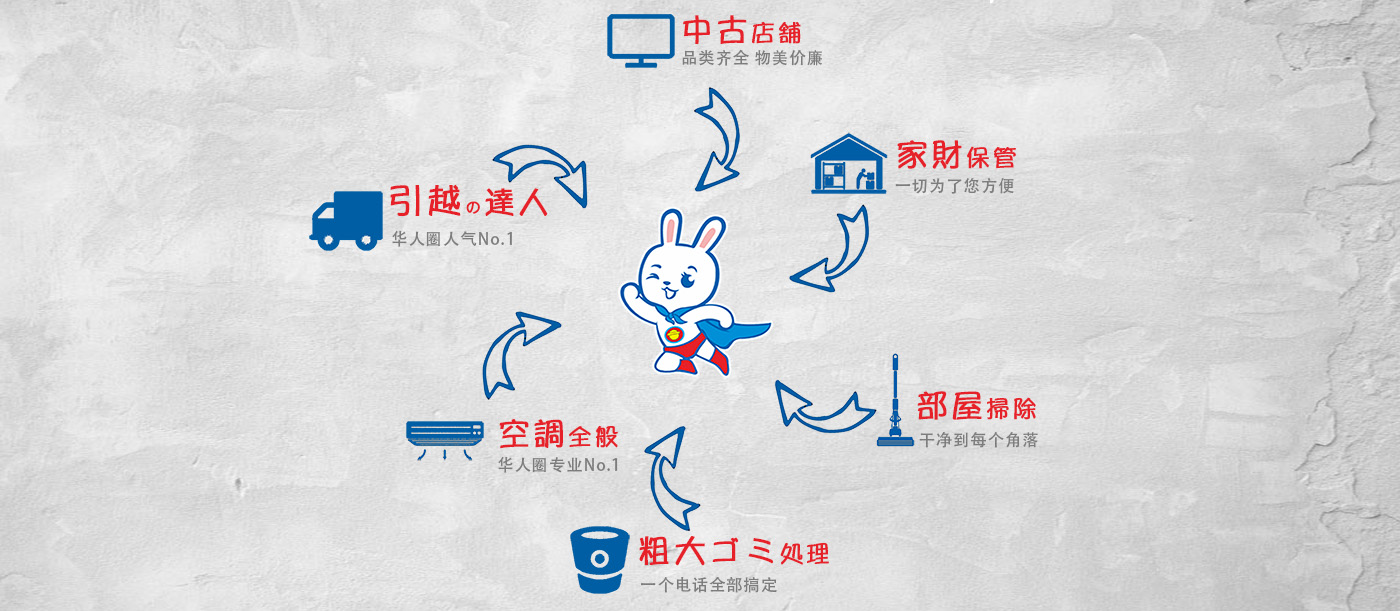 中古店舗
品类齐全 物美价廉
家財保管
一切为了您方便
引越の達人
华人圈人气No.1
部屋掃除
干净到每个角落
空調全般
华人圈专业No.1
粗大ゴミ処理
一个电话全部搞定